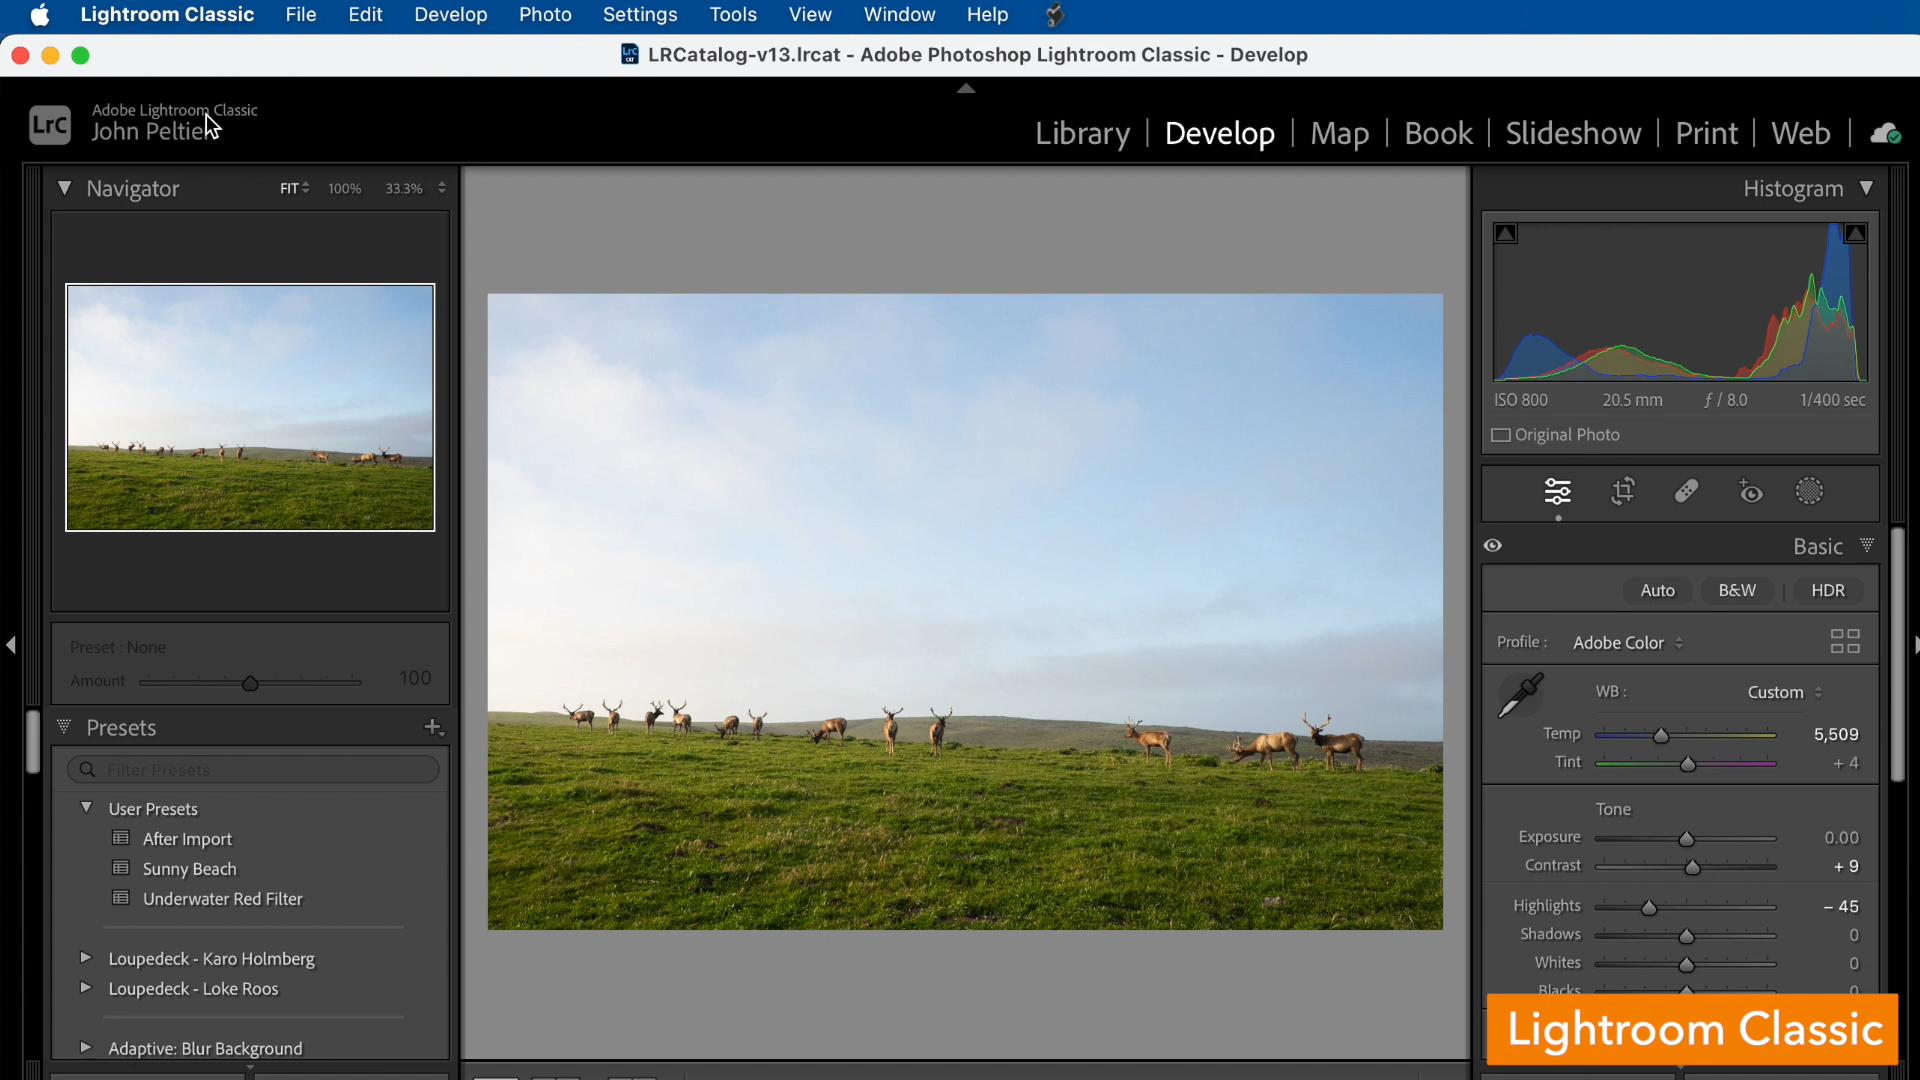 Lightroom Classic File Edit Develop Photo Settings Tools View Window Help
LRCatalog-v13.lrcat - Adobe Photoshop Lightroom Classic - Develop
LrC
Adobe Lightroom Classic
John Peltier
Library | Develop | Map | Book | Slideshow | Print | Web
Navigator FIT 100% 33.3%
Histogram
ISO 800 20.5 mm ƒ / 8.0 1/400 sec
Original Photo
Basic
Auto B&W HDR
Profile : Adobe Color
WB : Custom
Temp 5,509
Tint + 4
Tone
Exposure 0.00
Contrast + 9
Highlights – 45
Shadows 0
Whites 0
Blacks 0
Preset : None
Amount 100
Presets
Filter Presets
User Presets
After Import
Sunny Beach
Underwater Red Filter
Loupedeck - Karo Holmberg
Loupedeck - Loke Roos
Adaptive: Blur Background
Lightroom Classic